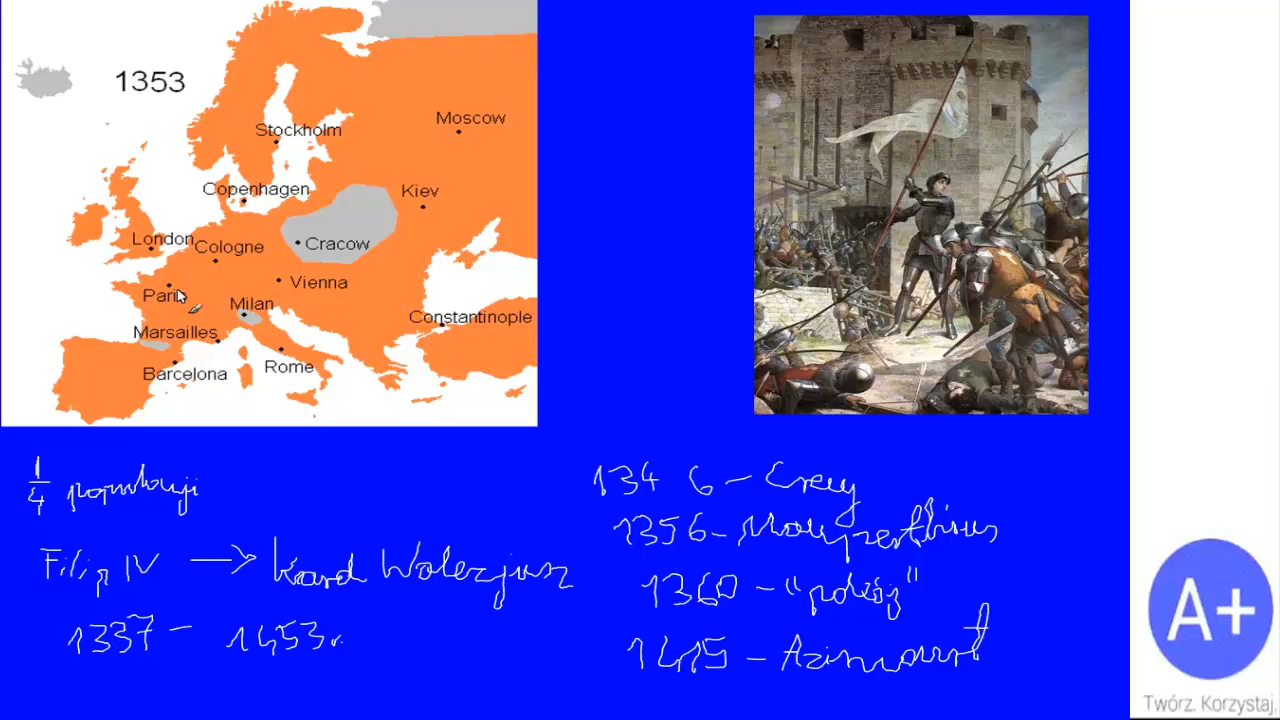 1353
Moscow
Stockholm
Copenhagen
Kiev
London
Cologne
Cracow
Paris
Vienna
Milan
Constantinople
Marsailles
Rome
Barcelona
1/4 populacji
Filip IV → Karol Walezjusz
1337 - 1453r.
1346 - Crecy
1356 -
1360 - "pokój"
1415 - Azincourt
A+
Twórz. Korzystaj.